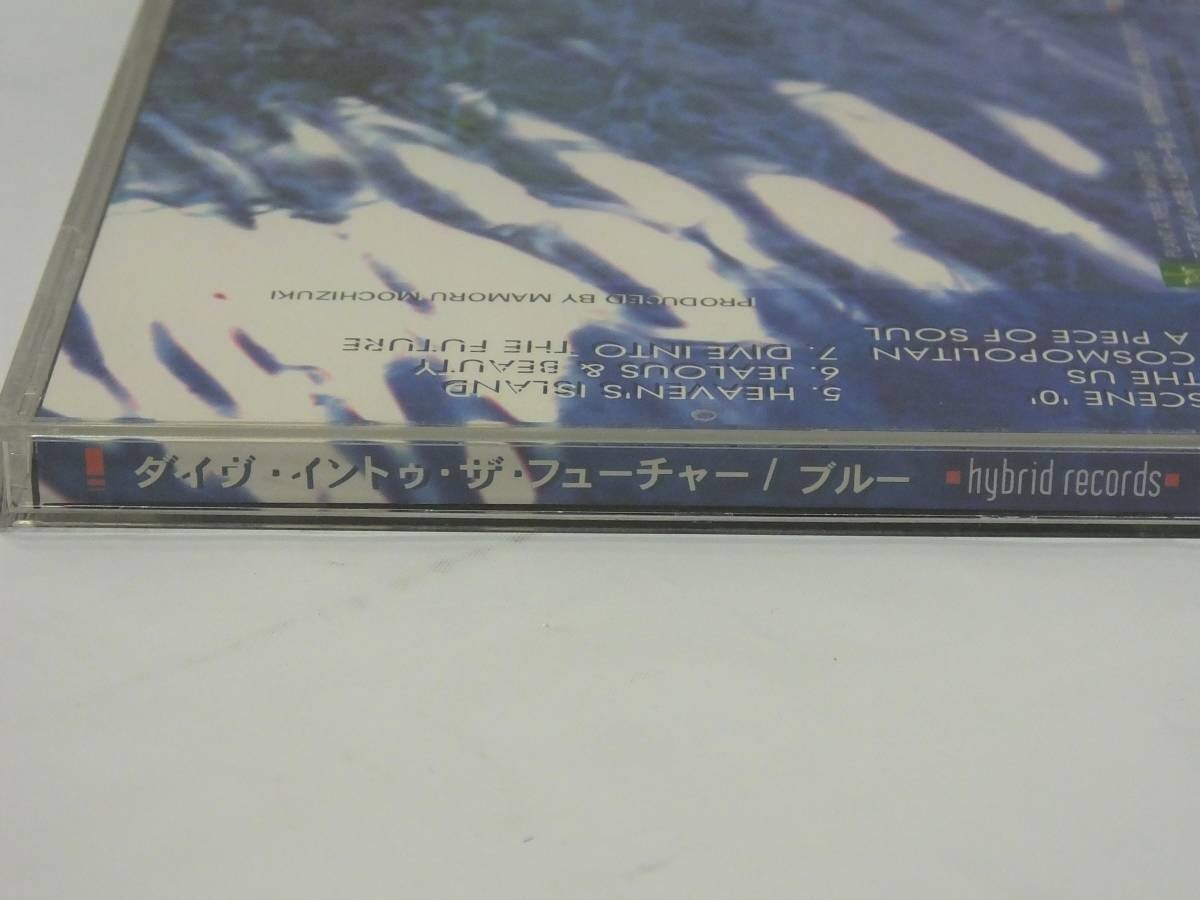 ダイヴ・イントゥ・ザ・フューチャー/ ブルー hybrid records
SCENE '0'
THE US
COSMOPOLITAN
A PIECE OF SOUL
5. HEAVEN'S ISLAND
6. JEALOUS & BEAUTY
7. DIVE INTO THE FUTURE
PRODUCED BY MAMORU MOCHIZUKI